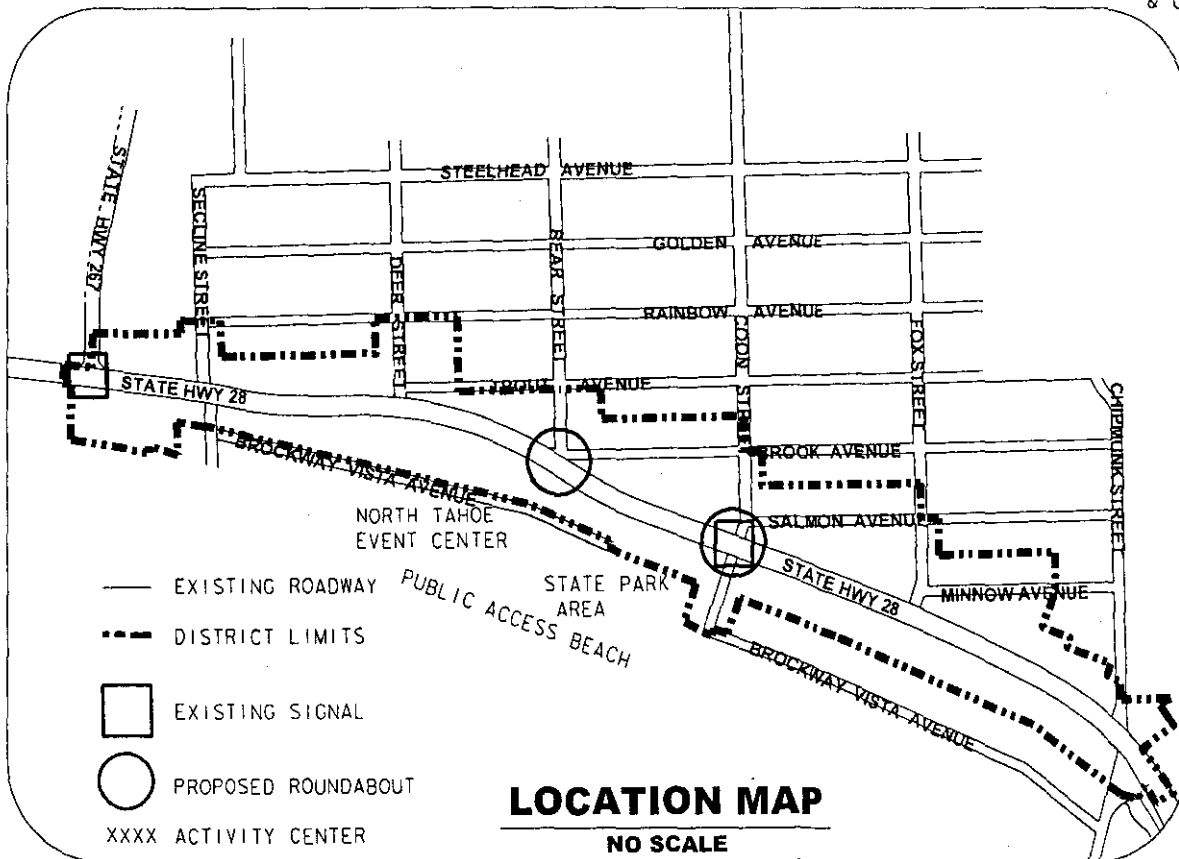 STEELHEAD AVENUE
STATE HWY 267
SECLINE STREET
GOLDEN AVENUE
BEAR STREET
DEER STREET
RAINBOW AVENUE
COON STREET
FOX STREET
STATE HWY 28
TROUT AVENUE
CHIPMUNK STREET
BROCKWAY VISTA AVENUE
BROOK AVENUE
NORTH TAHOE
EVENT CENTER
SALMON AVENUE
STATE HWY 28
MINNOW AVENUE
PUBLIC ACCESS BEACH
STATE PARK
AREA
BROCKWAY VISTA AVENUE
EXISTING ROADWAY
DISTRICT LIMITS
EXISTING SIGNAL
PROPOSED ROUNDABOUT
XXXX ACTIVITY CENTER
LOCATION MAP
NO SCALE